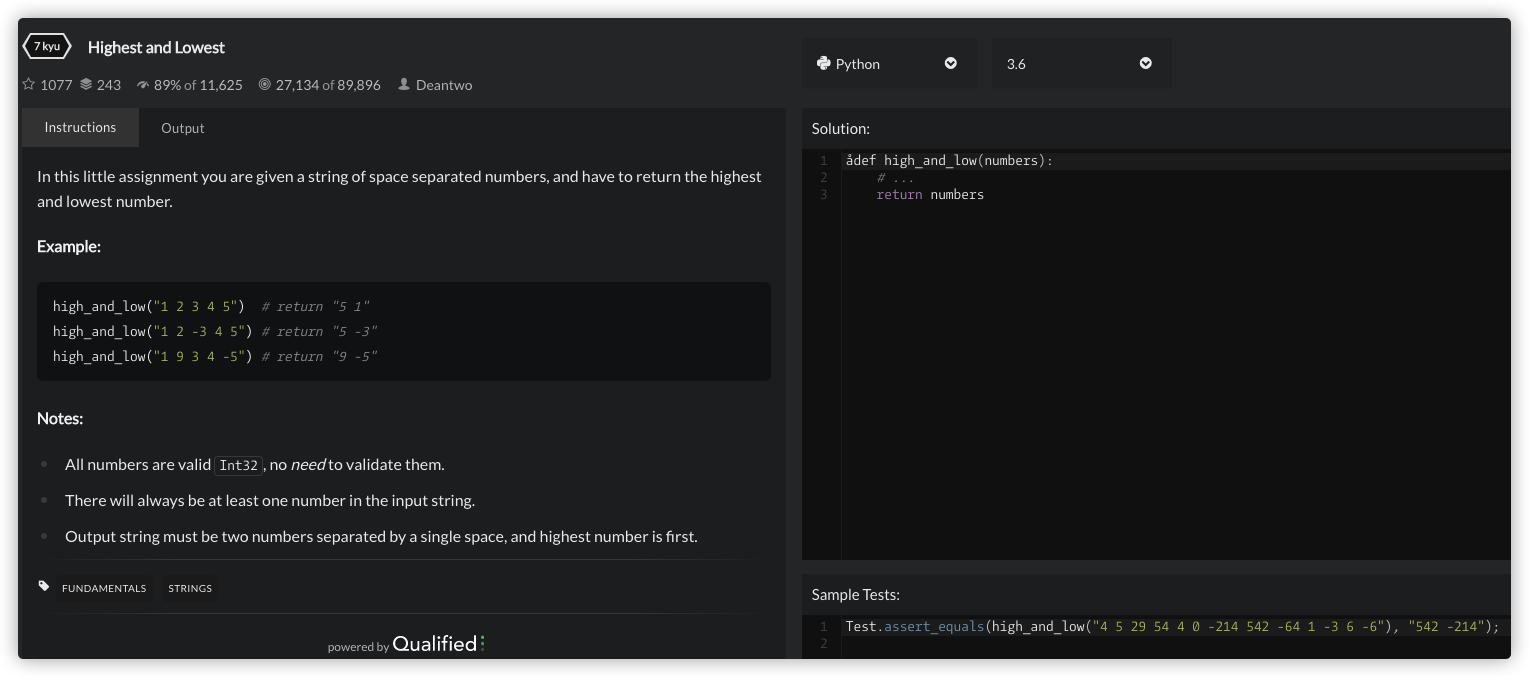 7 kyu
Highest and Lowest
1077 243 89% of 11,625 27,134 of 89,896 Deantwo
Python
3.6
Instructions
Output
In this little assignment you are given a string of space separated numbers, and have to return the highest
and lowest number.
Example:
high_and_low("1 2 3 4 5")  # return "5 1"
high_and_low("1 2 -3 4 5") # return "5 -3"
high_and_low("1 9 3 4 -5") # return "9 -5"
Notes:
All numbers are valid Int32, no need to validate them.
There will always be at least one number in the input string.
Output string must be two numbers separated by a single space, and highest number is first.
FUNDAMENTALS STRINGS
powered by Qualified
Solution:
1 ådef high_and_low(numbers):
2     # ...
3     return numbers
Sample Tests:
1 Test.assert_equals(high_and_low("4 5 29 54 4 0 -214 542 -64 1 -3 6 -6"), "542 -214");
2